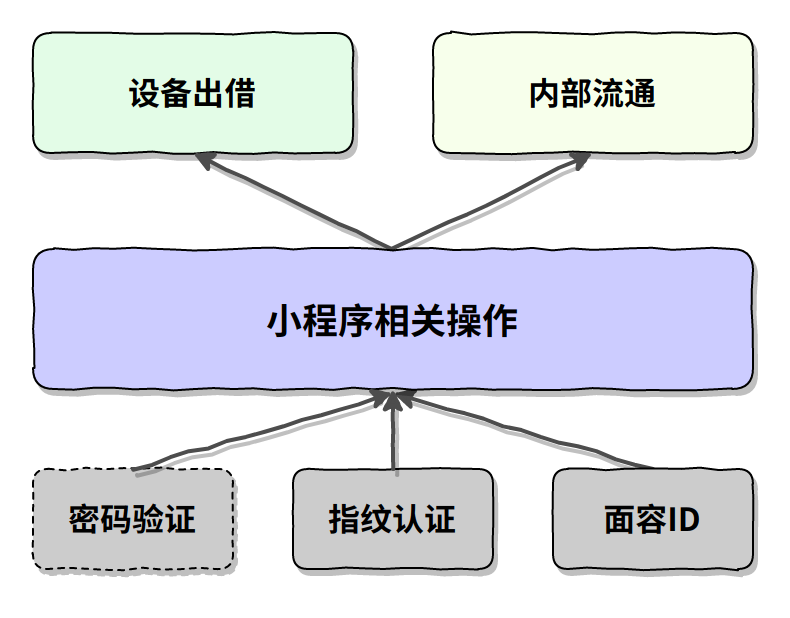 设备出借
内部流通
小程序相关操作
密码验证
指纹认证
面容ID